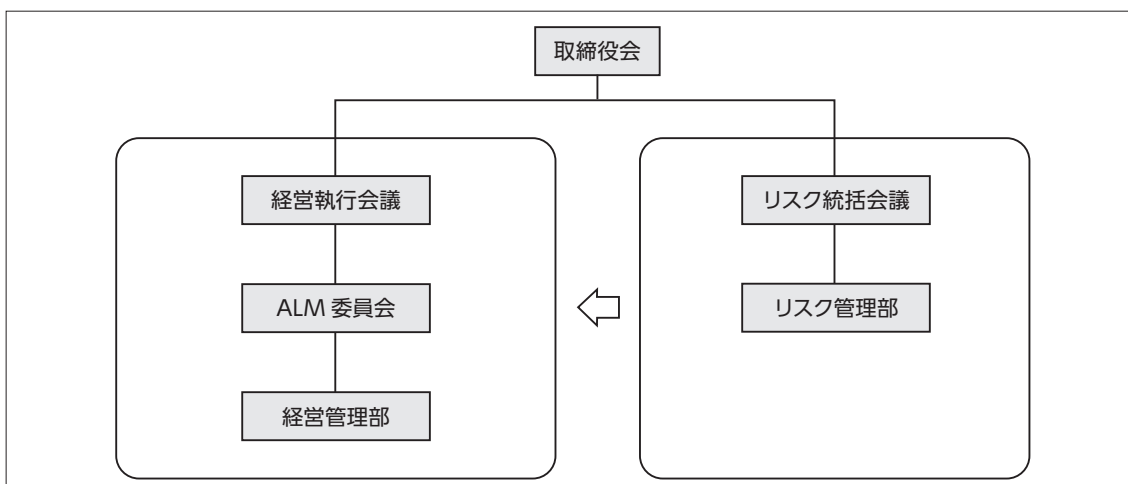 取締役会
経営執行会議
リスク統括会議
ALM 委員会
リスク管理部
経営管理部